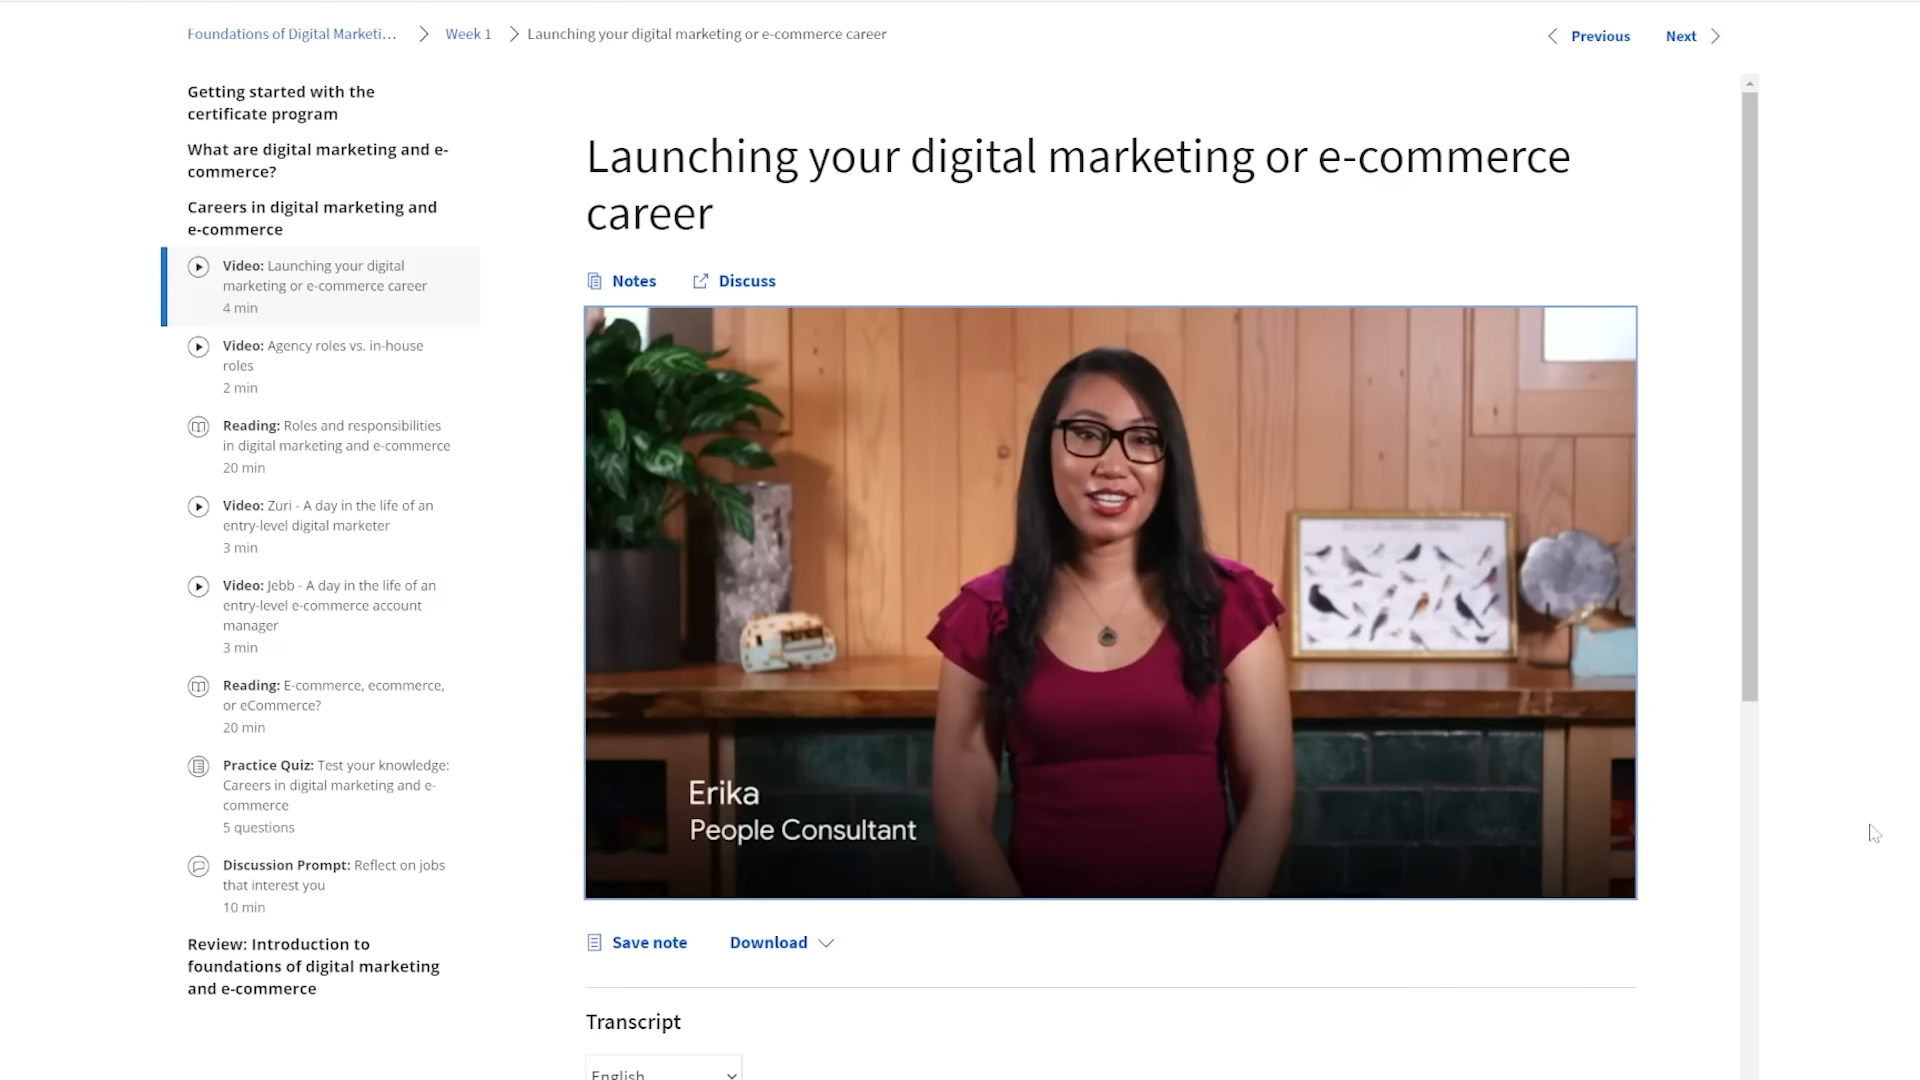 Foundations of Digital Marketi...
Week 1
Launching your digital marketing or e-commerce career
Previous
Next
Getting started with the
certificate program
What are digital marketing and e-
commerce?
Careers in digital marketing and
e-commerce
Video: Launching your digital
marketing or e-commerce career
4 min
Video: Agency roles vs. in-house
roles
2 min
Reading: Roles and responsibilities
in digital marketing and e-commerce
20 min
Video: Zuri - A day in the life of an
entry-level digital marketer
3 min
Video: Jebb - A day in the life of an
entry-level e-commerce account
manager
3 min
Reading: E-commerce, ecommerce,
or eCommerce?
20 min
Practice Quiz: Test your knowledge:
Careers in digital marketing and e-
commerce
5 questions
Discussion Prompt: Reflect on jobs
that interest you
10 min
Review: Introduction to
foundations of digital marketing
and e-commerce
Launching your digital marketing or e-commerce
career
Notes
Discuss
Erika
People Consultant
Save note
Download
Transcript
English